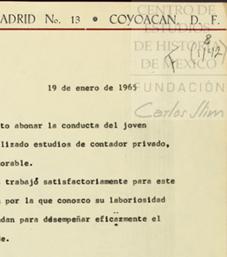 MADRID No. 13 • COYOACAN, D. F.
CENTRO DE
ESTUDIOS
DE HISTORIA
DE MEXICO
FUNDACIÓN
Carlos Slim
19 de enero de 1965
to abonar la conducta del joven
lizado estudios de contador privado,
orable.
trabajó satisfactoriamente para este
por la que conozco su laboriosidad
dan para desempeñar eficazmente el
e.